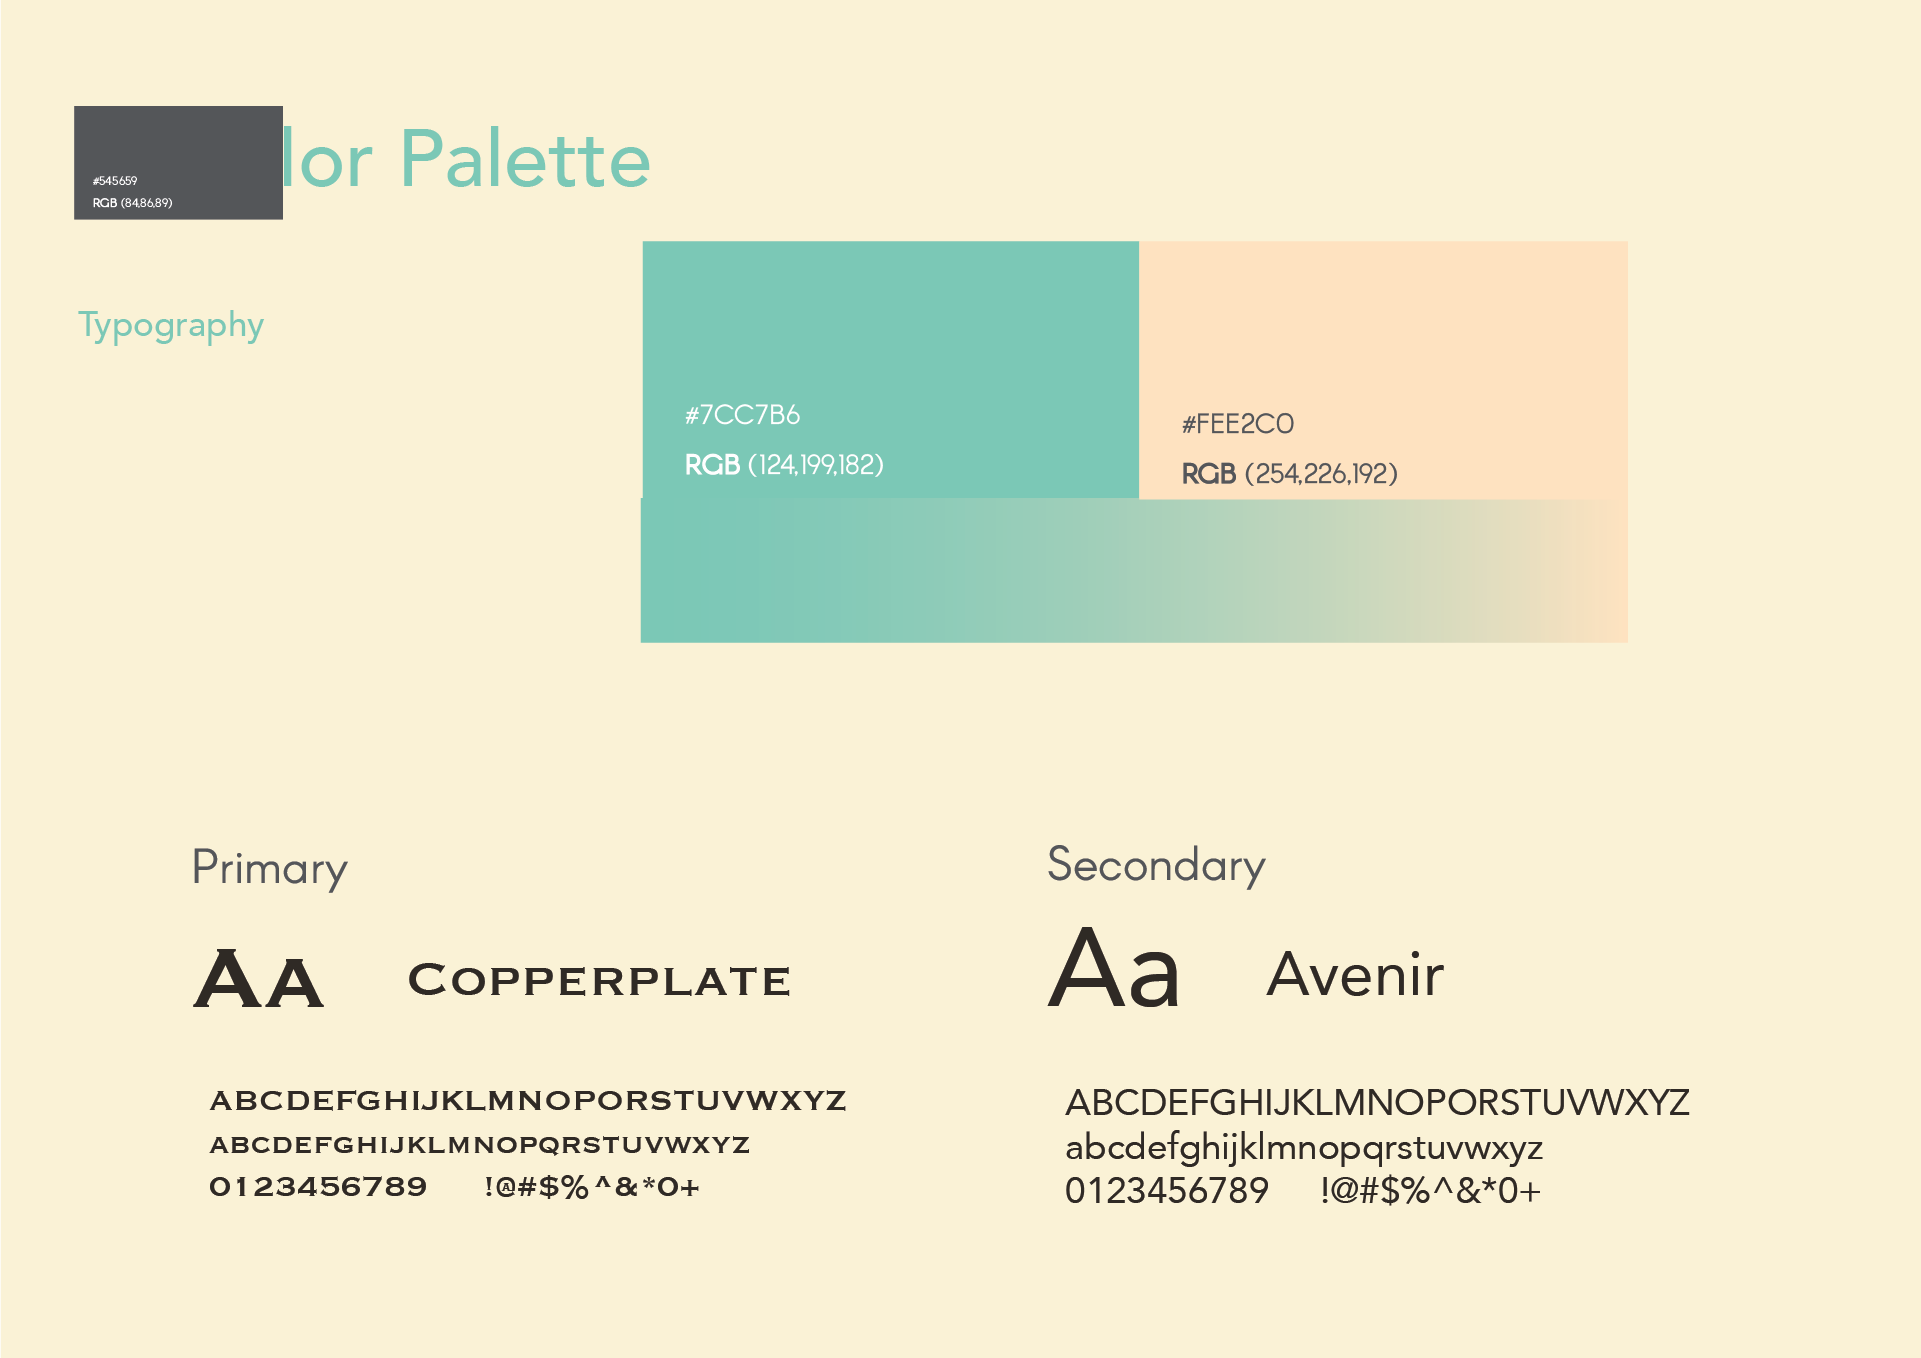 lor Palette
#545659
RGB (84,86,89)
Typography
#7CC7B6
RGB (124,199,182)
#FEE2C0
RGB (254,226,192)
Primary
Aa Copperplate
ABCDEFGHIJKLMNOPORSTUVWXYZ
abcdefghijklmnopqrstuvwxyz
0123456789 !@#$%^&*0+
Secondary
Aa Avenir
ABCDEFGHIJKLMNOPORSTUVWXYZ
abcdefghijklmnopqrstuvwxyz
0123456789 !@#$%^&*0+